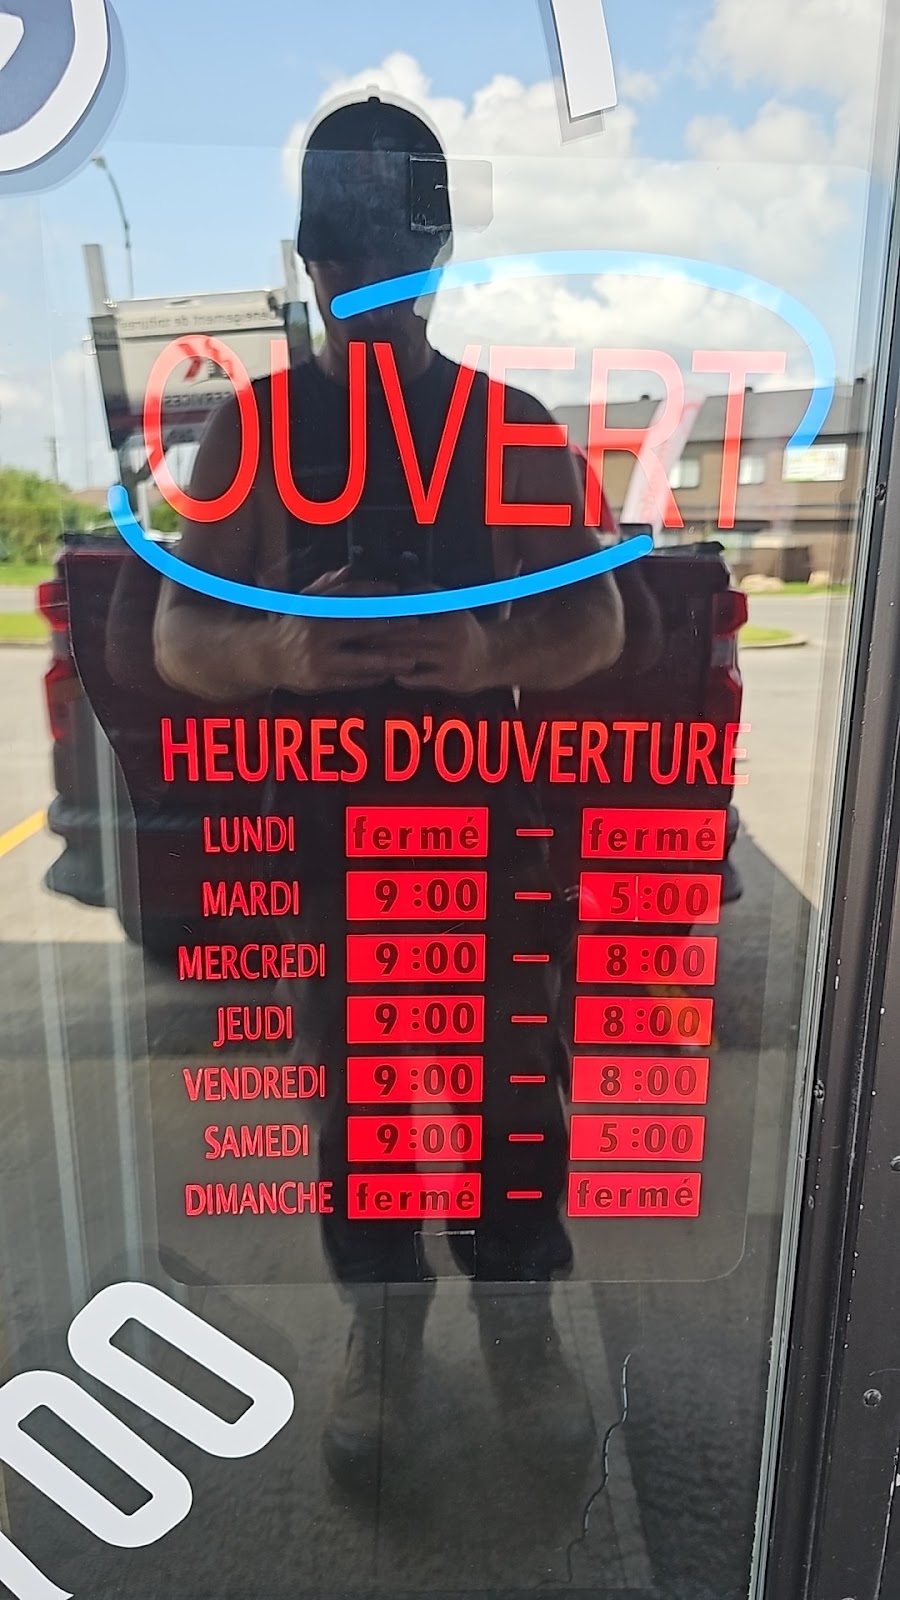 OUVERT
HEURES D'OUVERTURE
LUNDI fermé — fermé
MARDI 9:00 — 5:00
MERCREDI 9:00 — 8:00
JEUDI 9:00 — 8:00
VENDREDI 9:00 — 8:00
SAMEDI 9:00 — 5:00
DIMANCHE fermé — fermé